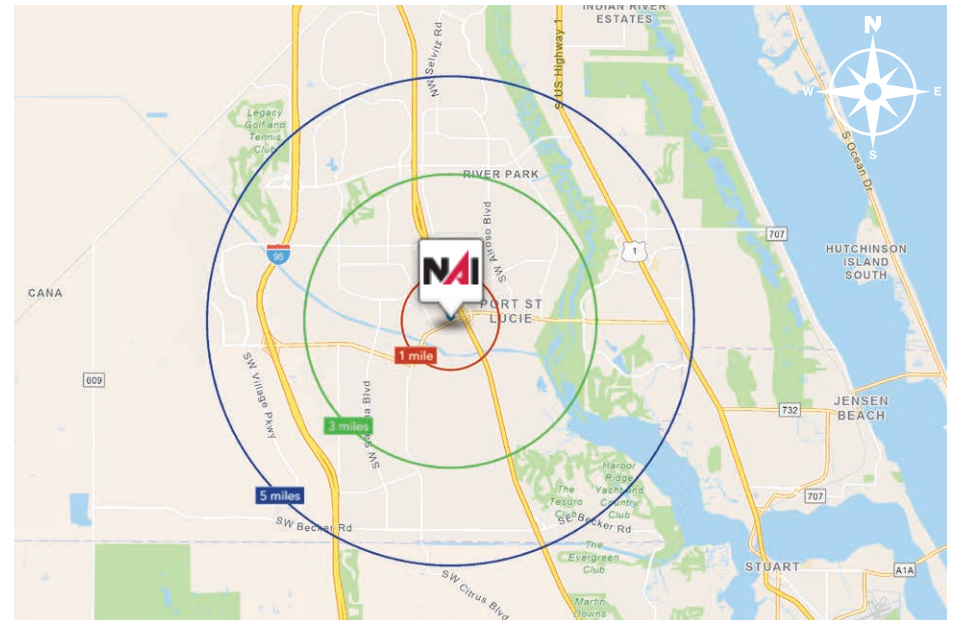 INDIAN RIVER
ESTATES
N
W
E
S
NW Selvitz Rd
S US Highway 1
Legacy
Golf and
Tennis
Club
S Ocean Dr
RIVER PARK
SW Airoso Blvd
707
1
95
HUTCHINSON
ISLAND
SOUTH
NAI
CANA
PORT ST
LUCIE
1 mile
609
SW Village Pkwy
732
JENSEN
BEACH
3 miles
SW
Blvd
Harbor
Ridge
Yacht and
Country
Club
The
Tesoro
Club
5 miles
707
SW Becker Rd
SE Becker Rd
The
Evergreen
Club
STUART
A1A
SW Citrus Blvd
Martin
Downs